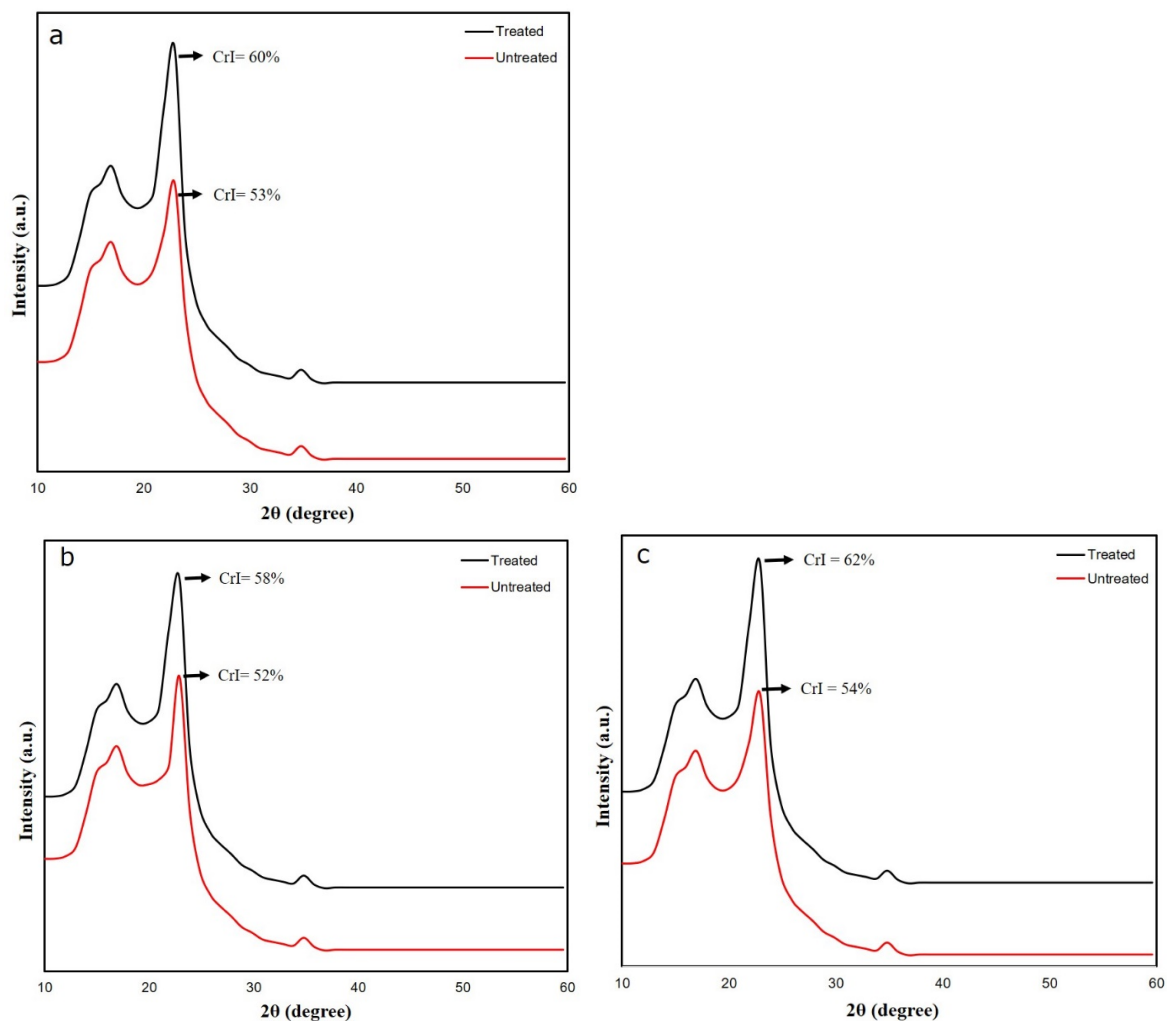 a
Treated
Untreated
CrI= 60%
CrI= 53%
Intensity (a.u.)
10 20 30 40 50 60
2θ (degree)
b
Treated
Untreated
CrI= 58%
CrI= 52%
Intensity (a.u.)
10 20 30 40 50 60
2θ (degree)
c
Treated
Untreated
CrI = 62%
CrI = 54%
Intensity (a.u.)
10 20 30 40 50 60
2θ (degree)